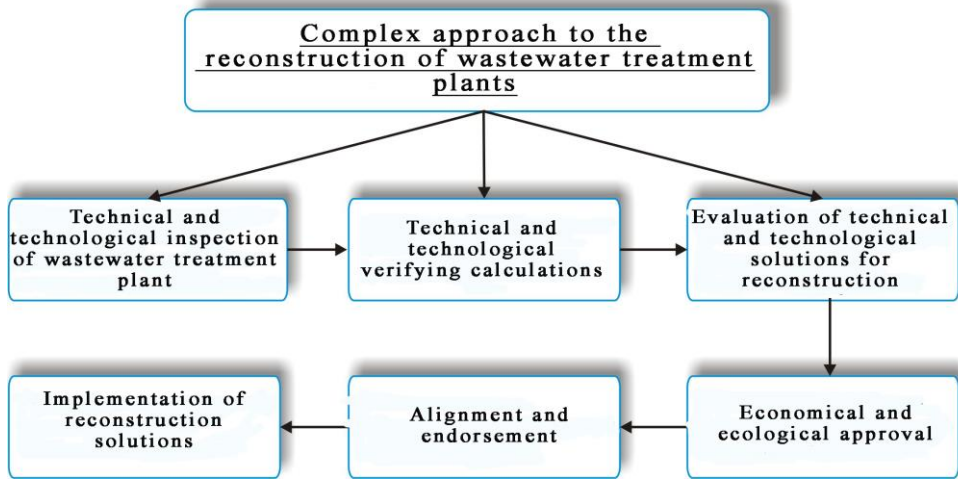 Complex approach to the
reconstruction of wastewater treatment
plants
Technical and
technological inspection
of wastewater treatment
plant
Technical and
technological
verifying calculations
Evaluation of technical
and technological
solutions for
reconstruction
Implementation of
reconstruction
solutions
Alignment and
endorsement
Economical and
ecological approval